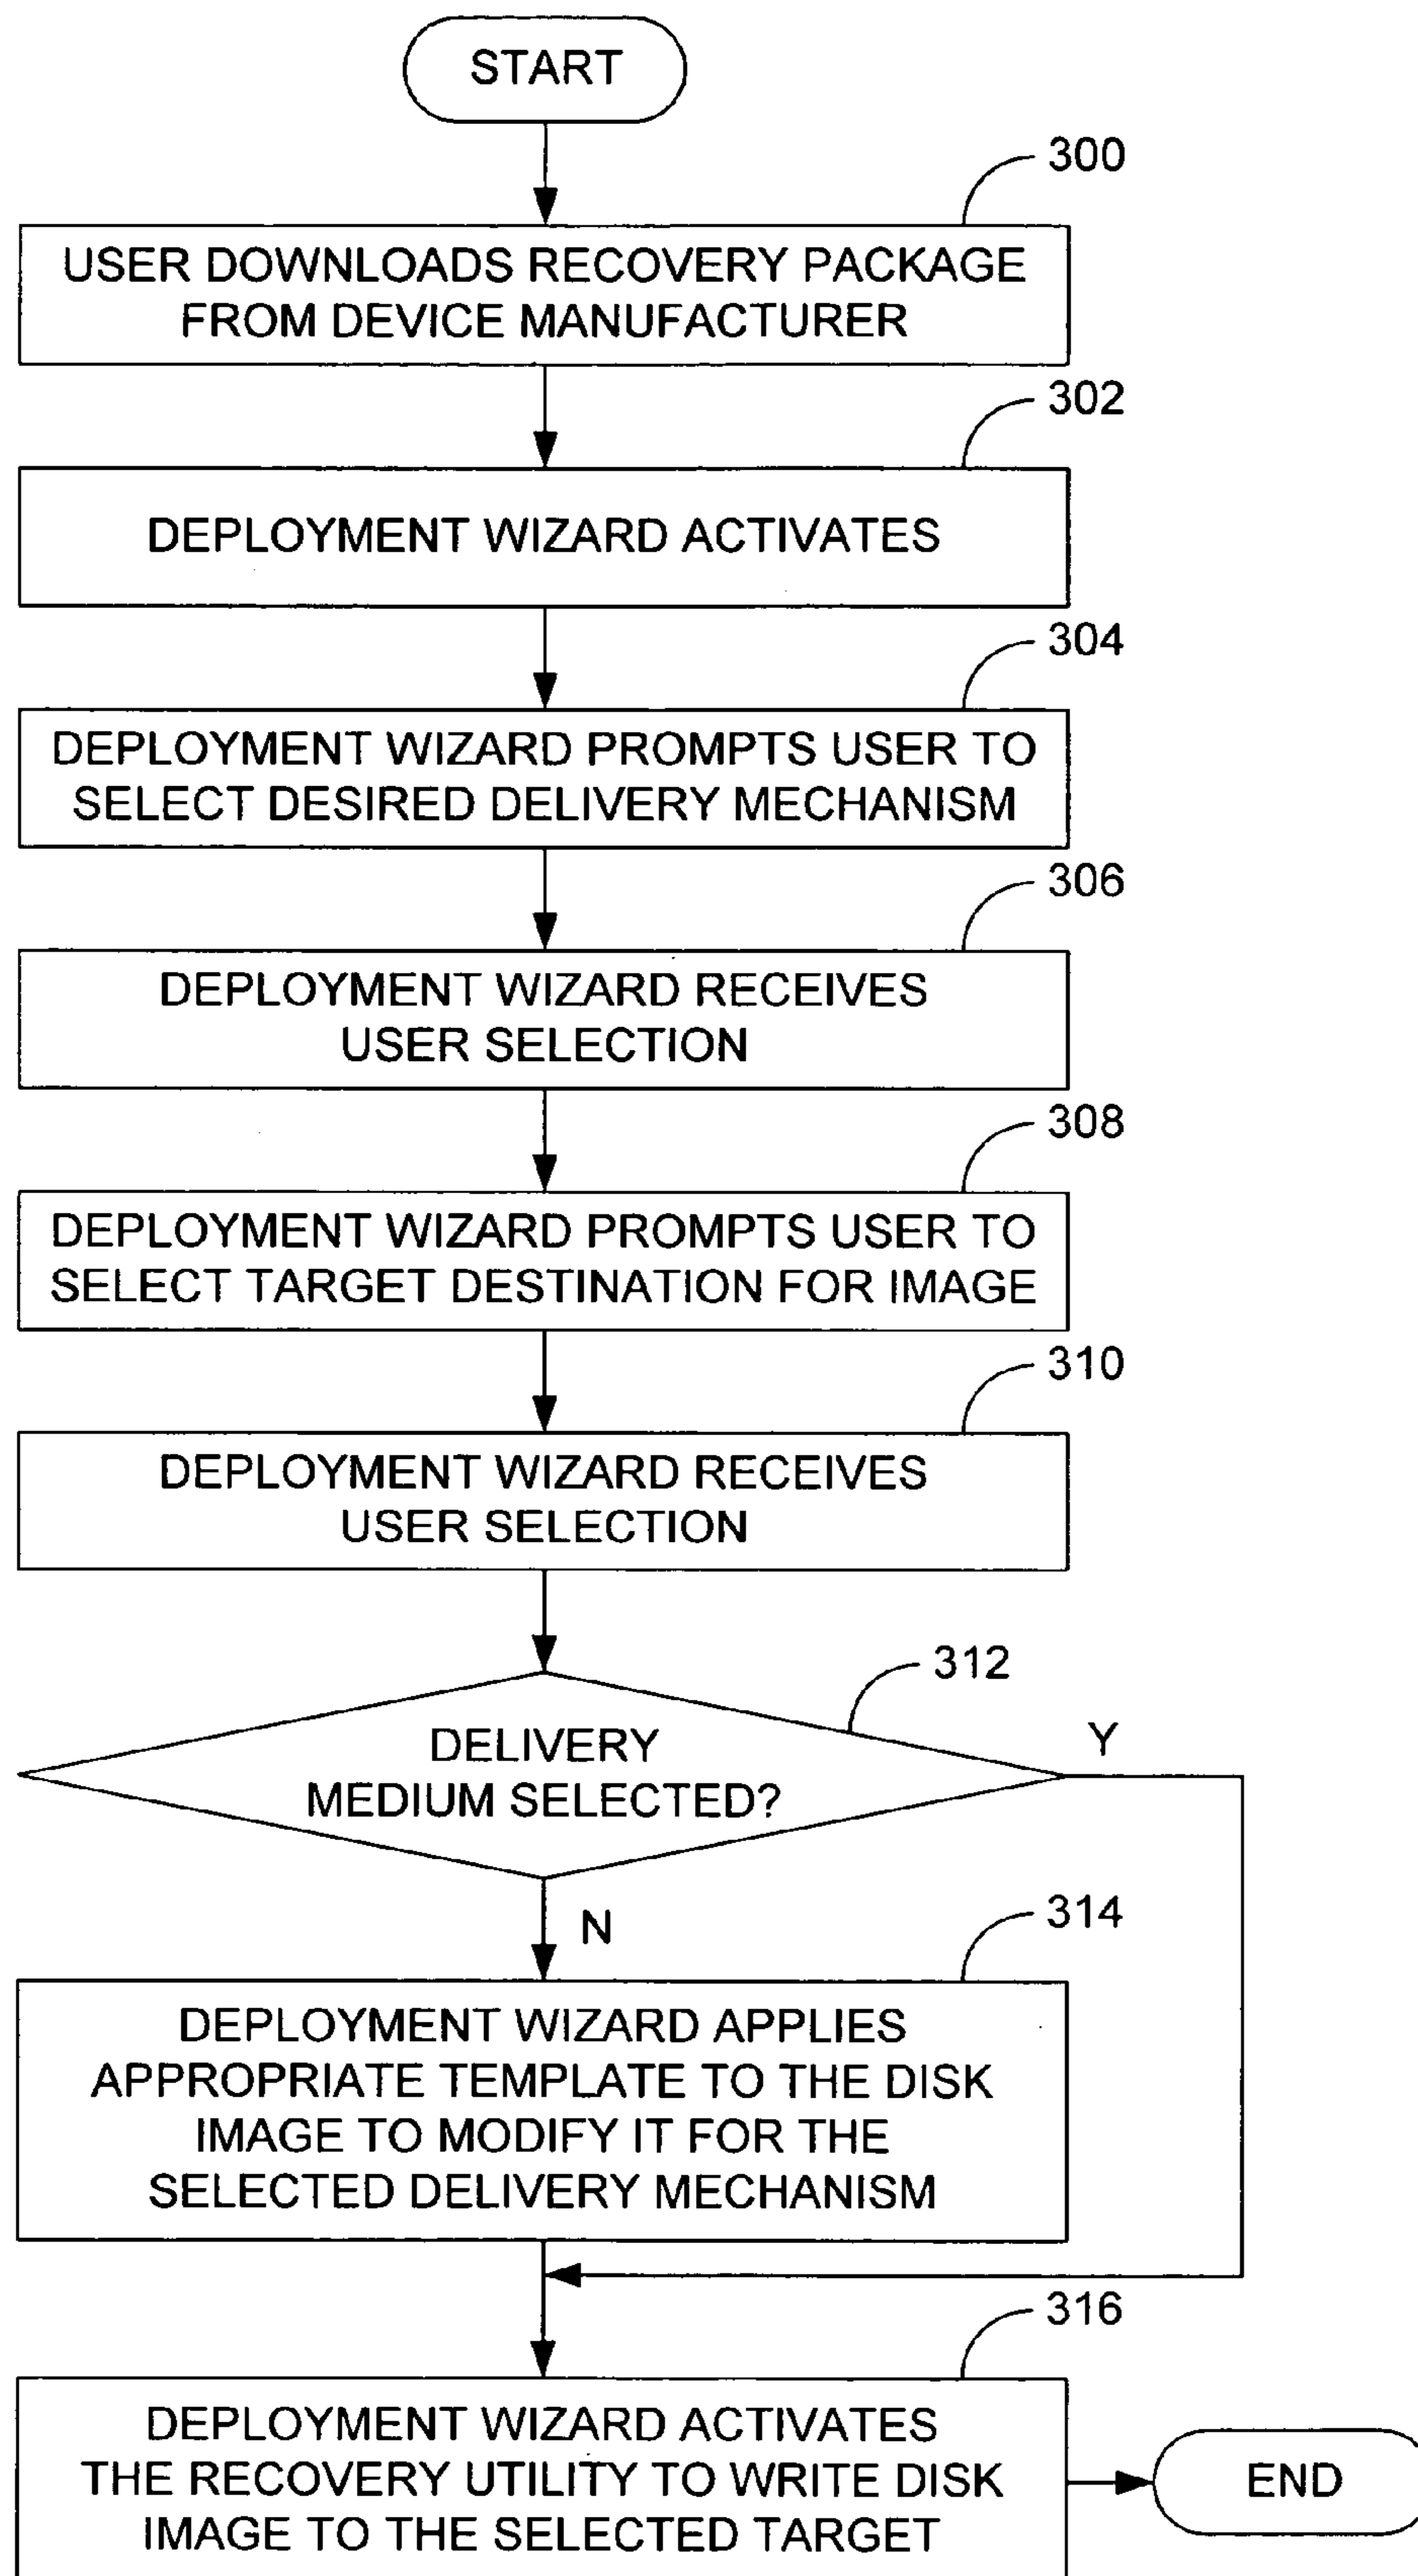 START
300
USER DOWNLOADS RECOVERY PACKAGE
FROM DEVICE MANUFACTURER
302
DEPLOYMENT WIZARD ACTIVATES
304
DEPLOYMENT WIZARD PROMPTS USER TO
SELECT DESIRED DELIVERY MECHANISM
306
DEPLOYMENT WIZARD RECEIVES
USER SELECTION
308
DEPLOYMENT WIZARD PROMPTS USER TO
SELECT TARGET DESTINATION FOR IMAGE
310
DEPLOYMENT WIZARD RECEIVES
USER SELECTION
312
DELIVERY
MEDIUM SELECTED?
Y
N
314
DEPLOYMENT WIZARD APPLIES
APPROPRIATE TEMPLATE TO THE DISK
IMAGE TO MODIFY IT FOR THE
SELECTED DELIVERY MECHANISM
316
DEPLOYMENT WIZARD ACTIVATES
THE RECOVERY UTILITY TO WRITE DISK
IMAGE TO THE SELECTED TARGET
END